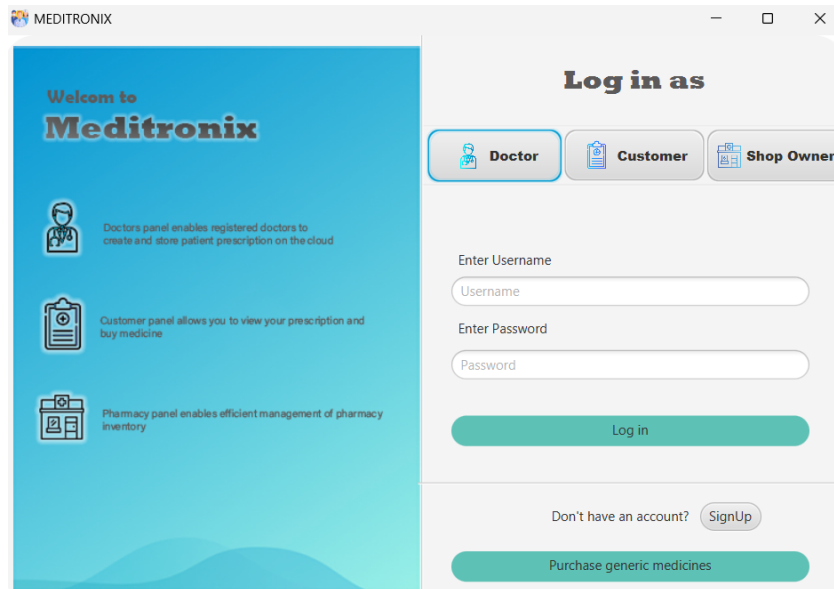 MEDITRONIX
Welcom to
Meditronix
Doctors panel enables registered doctors to
create and store patient prescription on the cloud
Customer panel allows you to view your prescription and
buy medicine
Pharmacy panel enables efficient management of pharmacy
inventory
Log in as
Doctor
Customer
Shop Owner
Enter Username
Username
Enter Password
Password
Log in
Don't have an account?
SignUp
Purchase generic medicines